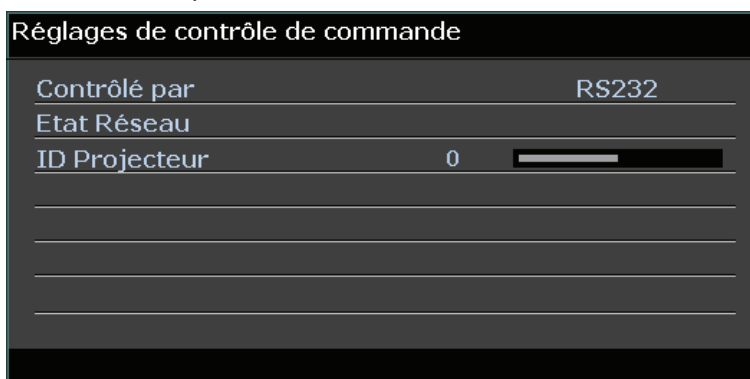 Réglages de contrôle de commande
Contrôlé par RS232
Etat Réseau
ID Projecteur 0